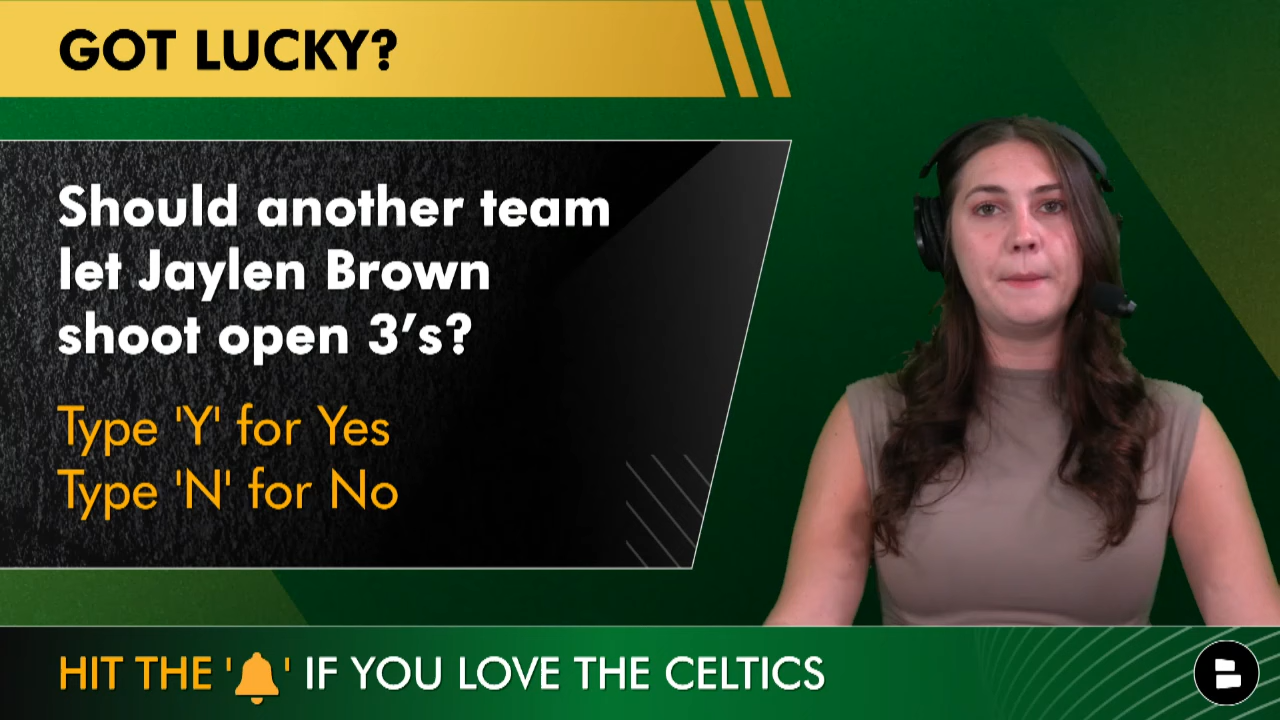 GOT LUCKY?
Should another team
let Jaylen Brown
shoot open 3's?
Type 'Y' for Yes
Type 'N' for No
HIT THE '🔔' IF YOU LOVE THE CELTICS